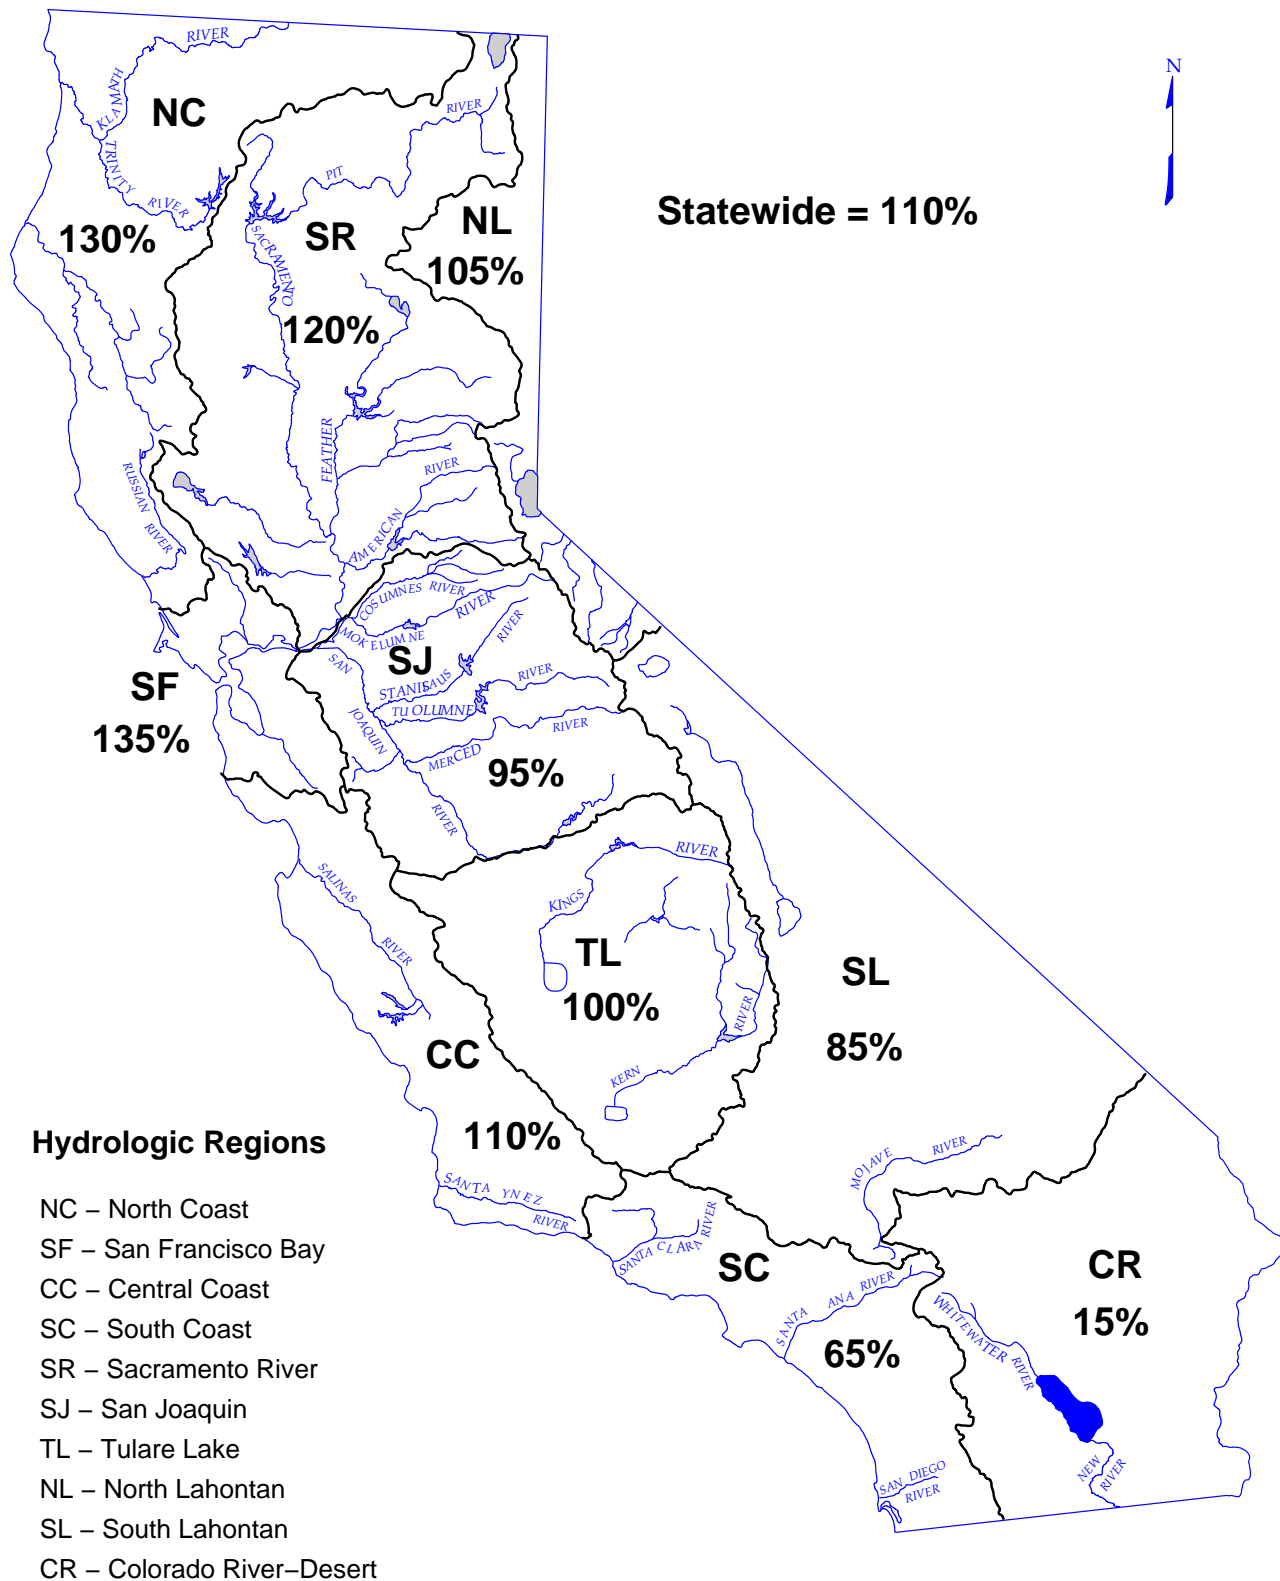 RIVER
N
KLAMATH
NC
RIVER
PIT
TRINITY
RIVER
Statewide = 110%
NL
130%
SR
SACRAMENTO
105%
120%
FEATHER
RIVER
RUSSIAN RIVER
AMERICAN
COSUMNES RIVER
RIVER
MOKELUMNE
RIVER
SAN
SJ
SF
STANISLAUS
RIVER
TUOLUMNE
135%
JOAQUIN
RIVER
MERCED
95%
RIVER
RIVER
SALINAS
KINGS
RIVER
TL
SL
100%
RIVER
85%
CC
KERN
110%
Hydrologic Regions
MOJAVE
RIVER
SANTA YNEZ
RIVER
NC – North Coast
SF – San Francisco Bay
SANTA CLARA RIVER
SC
CR
CC – Central Coast
SANTA ANA RIVER
WHITEWATER RIVER
15%
SC – South Coast
65%
SR – Sacramento River
SJ – San Joaquin
TL – Tulare Lake
SAN DIEGO
RIVER
NEW
RIVER
NL – North Lahontan
SL – South Lahontan
CR – Colorado River–Desert